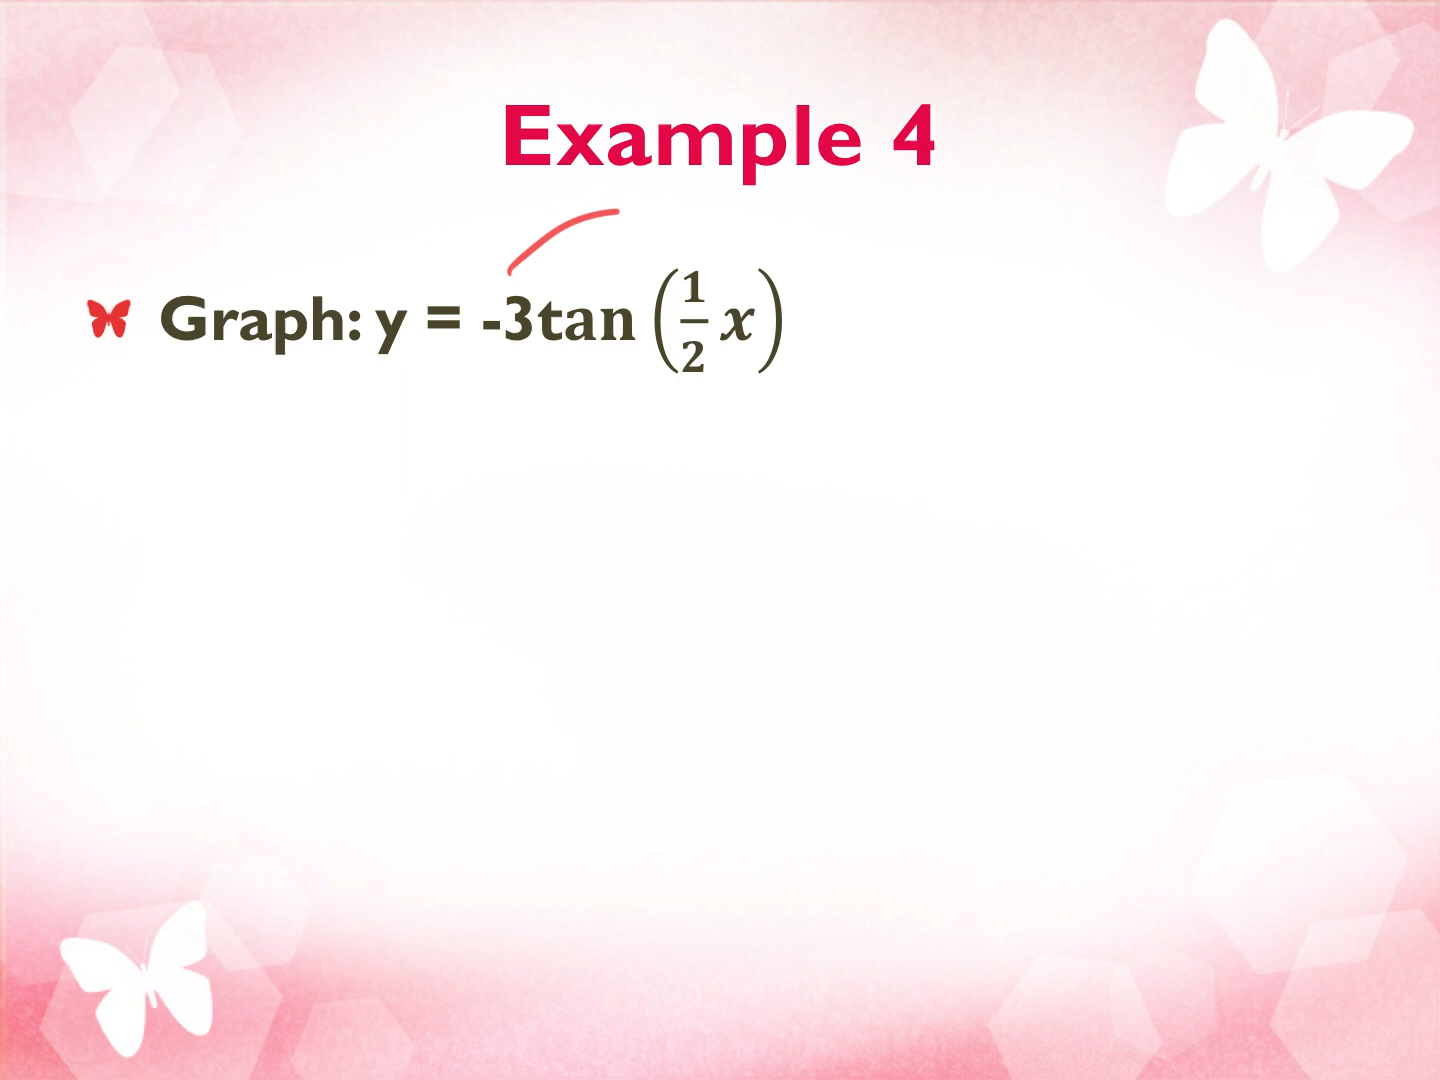 Example 4
Graph: y = -3tan (1/2 x)